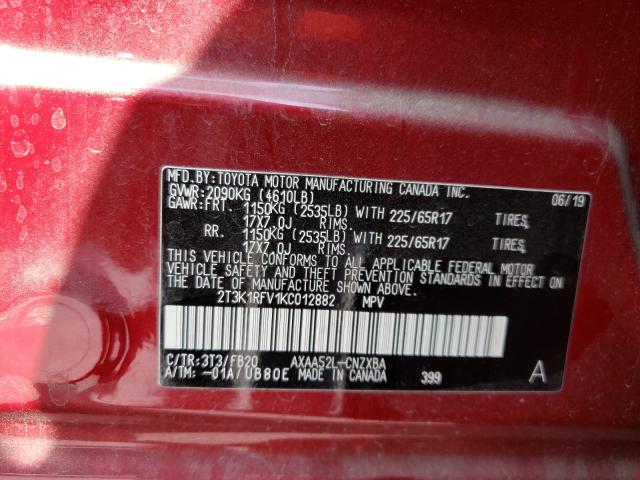 MFD.BY:TOYOTA MOTOR MANUFACTURING CANADA INC. 06/19
GVWR:2090KG (4610LB)
GAWR:FRT. 1150KG (2535LB) WITH 225/65R17 TIRES,
17X7.0J RIMS.
RR. 1150KG (2535LB) WITH 225/65R17 TIRES,
17X7.0J RIMS.
THIS VEHICLE CONFORMS TO ALL APPLICABLE FEDERAL MOTOR
VEHICLE SAFETY AND THEFT PREVENTION STANDARDS IN EFFECT ON
THE DATE OF MANUFACTURE SHOWN ABOVE.
2T3K1RFV1KC012882 MPV
C/TR:3T3/FB20 AXAA52L-CNZXBA
A/TM: -01A/UB80E MADE IN CANADA 399 A